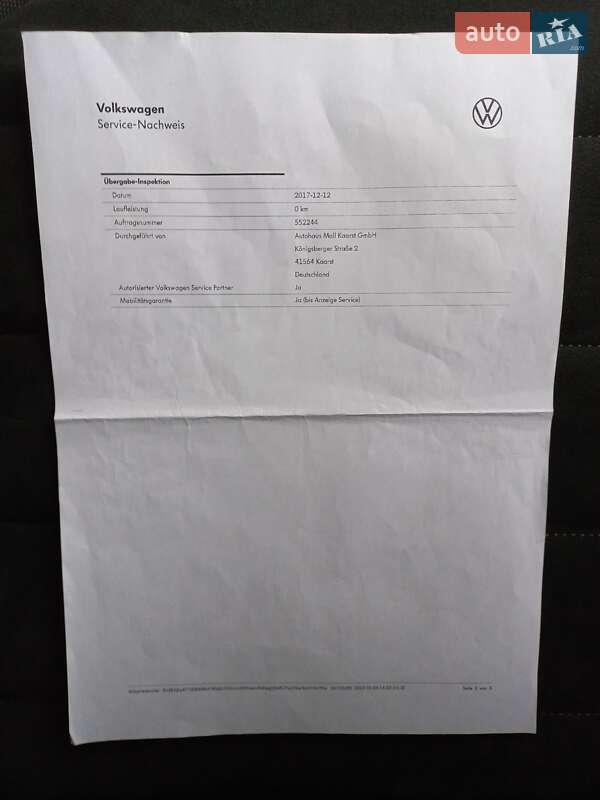 auto RIA .com
Volkswagen
Service-Nachweis
Übergabe-Inspektion
Datum 2017-12-12
Laufleistung 0 km
Auftragsnummer 552244
Durchgeführt von Autohaus Moll Kaarst GmbH
Königsberger Straße 2
41564 Kaarst
Deutschland
Autorisierter Volkswagen Service Partner Ja
Mobilitätsgarantie Ja (bis Anzeige Service)
Seite